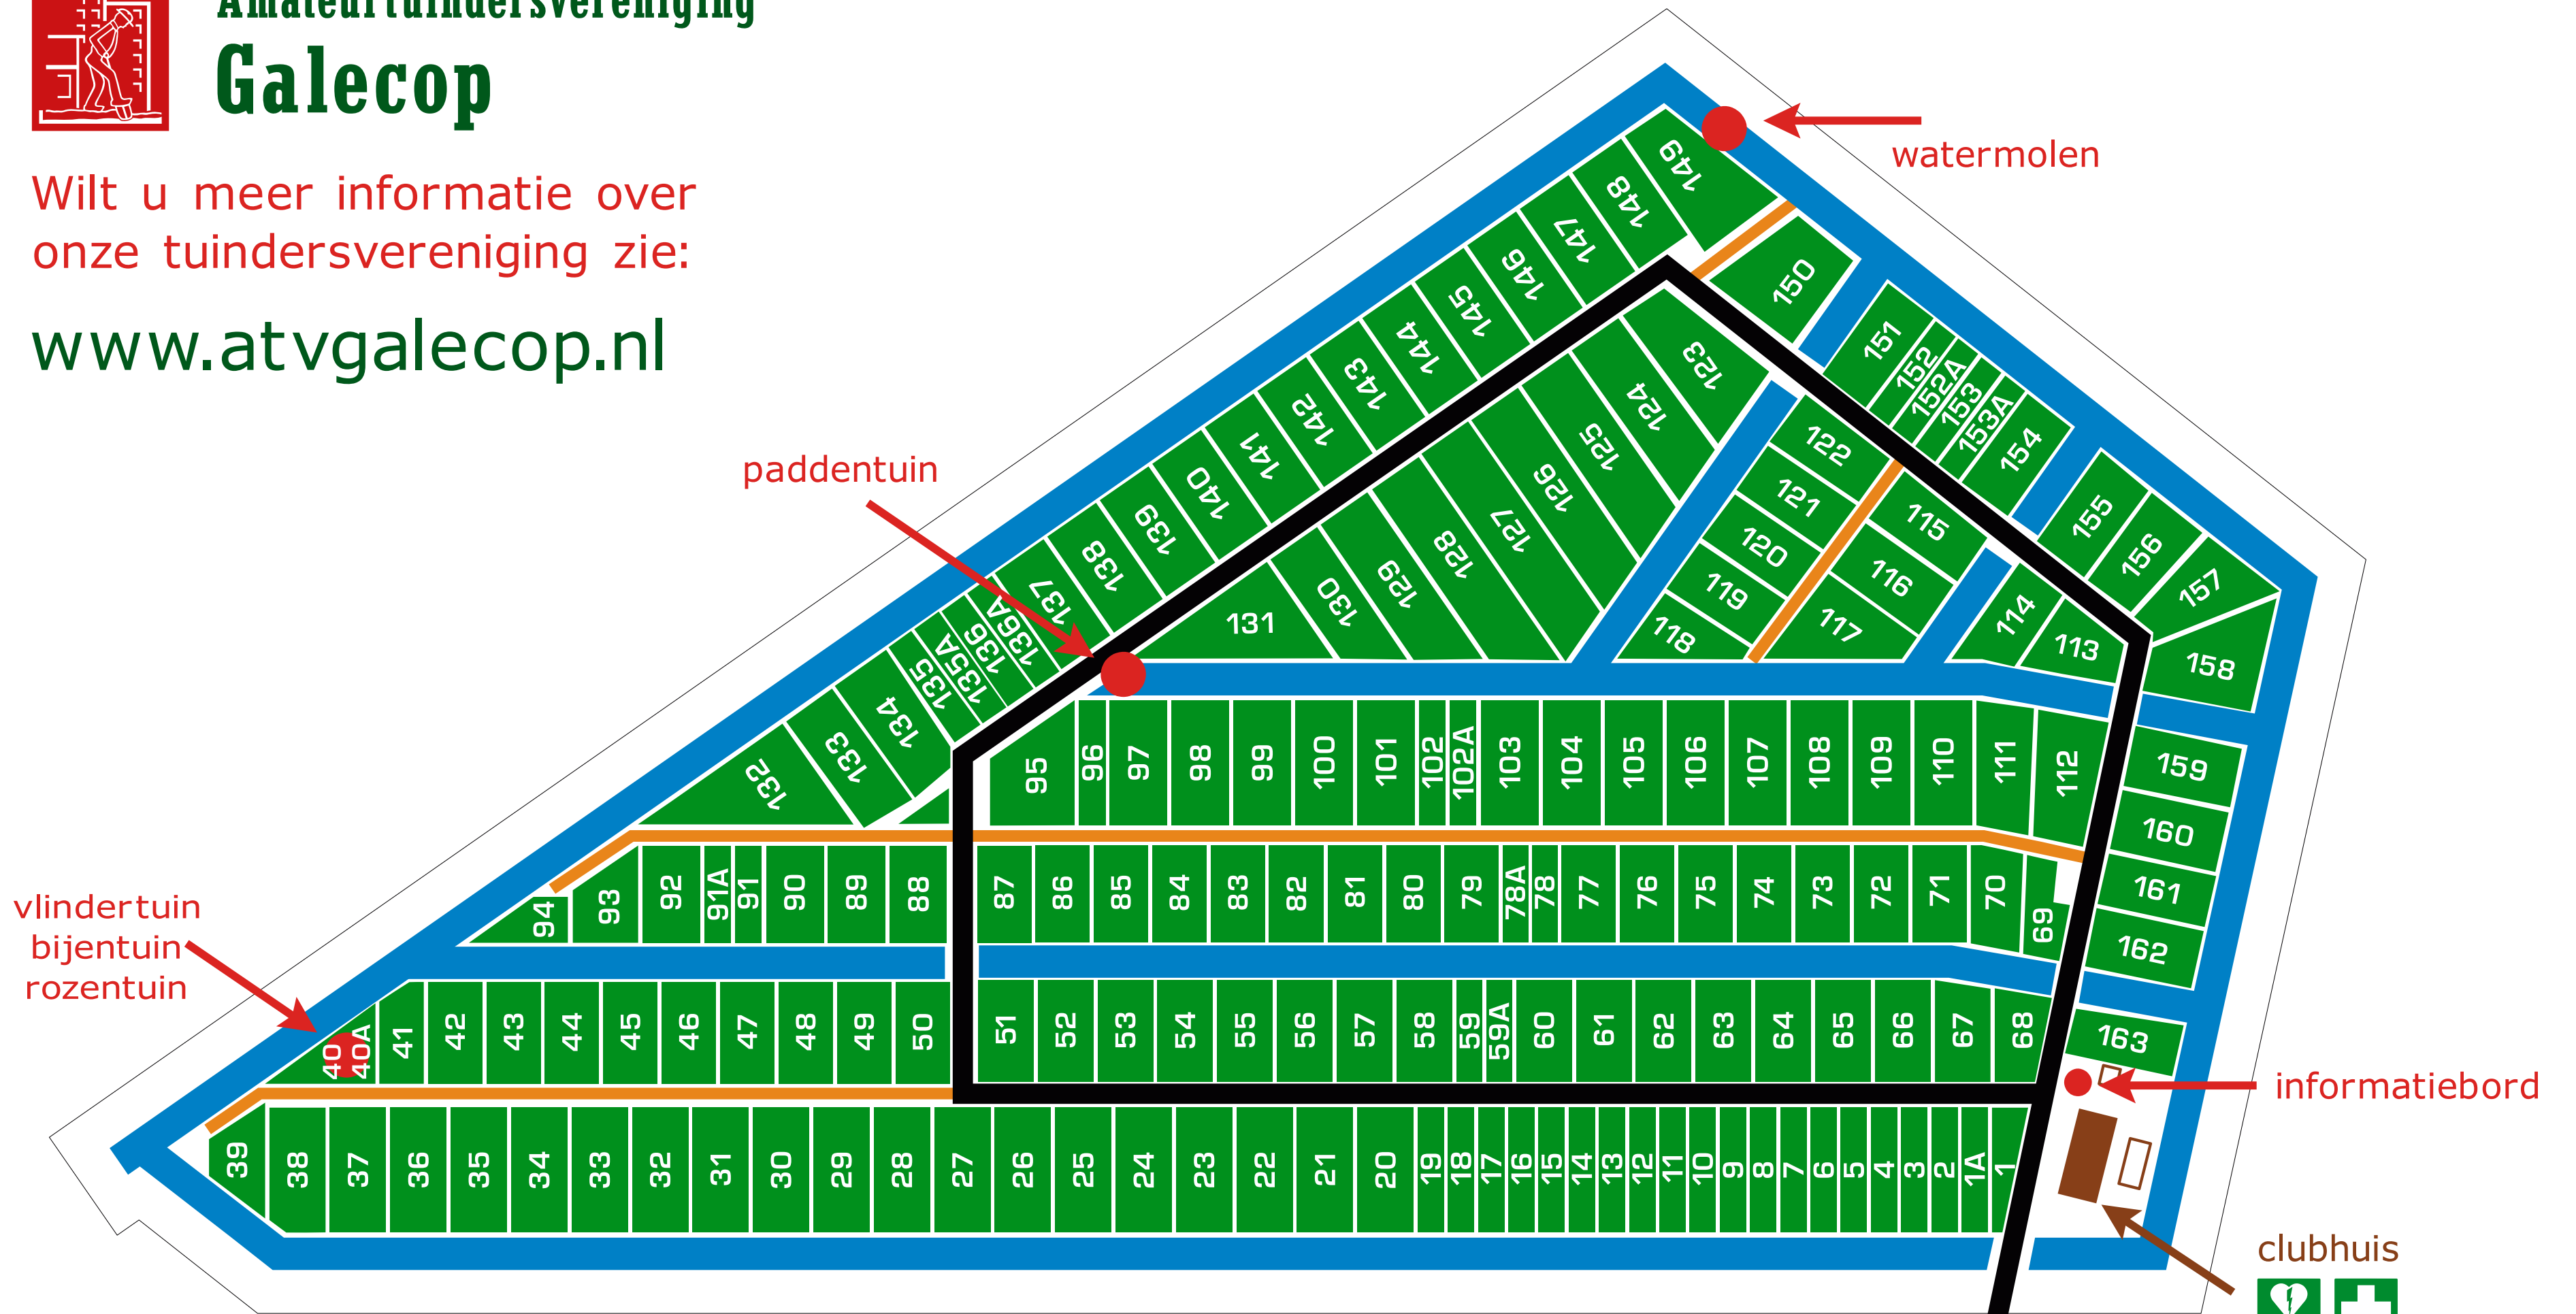 Amateurtuindersvereniging
Galecop
Wilt u meer informatie over
onze tuindersvereniging zie:
www.atvgalecop.nl
watermolen
paddentuin
vlindertuin
bijentuin
rozentuin
informatiebord
clubhuis
149
148
147
146
145
144
143
142
141
140
139
138
137
136A
136
135A
135
134
133
132
150
151
152
152A
153
153A
154
155
156
157
158
159
160
161
162
163
123
124
125
126
127
128
129
130
131
122
121
120
119
118
115
116
117
114
113
95 96 97 98 99 100 101 102 102A 103 104 105 106 107 108 109 110 111 112
94 93 92 91A 91 90 89 88 87 86 85 84 83 82 81 80 79 78A 78 77 76 75 74 73 72 71 70 69
40 40A 41 42 43 44 45 46 47 48 49 50 51 52 53 54 55 56 57 58 59 59A 60 61 62 63 64 65 66 67 68
39 38 37 36 35 34 33 32 31 30 29 28 27 26 25 24 23 22 21 20 19 18 17 16 15 14 13 12 11 10 9 8 7 6 5 4 3 2 1A 1